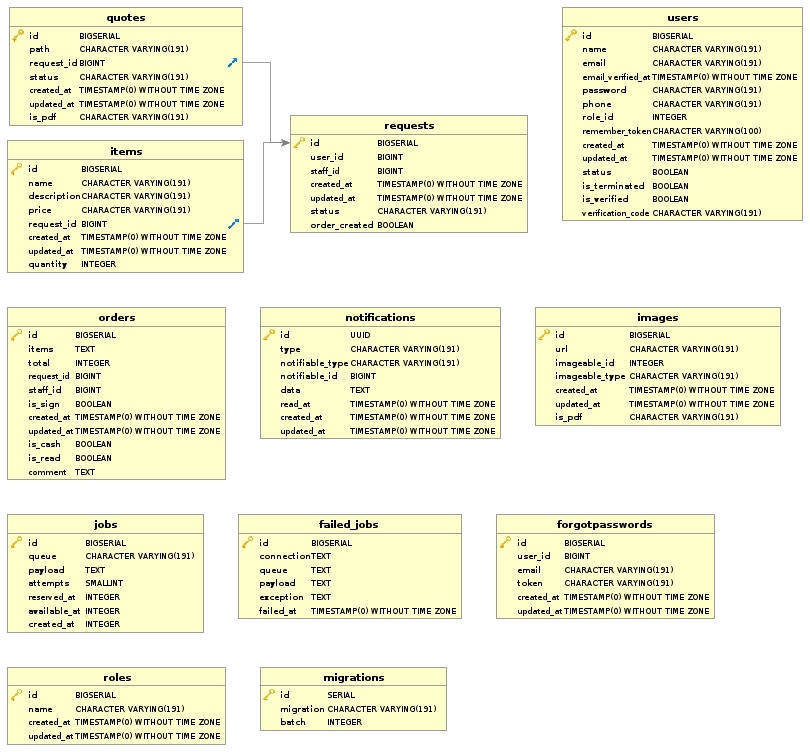 quotes
id BIGSERIAL
path CHARACTER VARYING(191)
request_id BIGINT
status CHARACTER VARYING(191)
created_at TIMESTAMP(0) WITHOUT TIME ZONE
updated_at TIMESTAMP(0) WITHOUT TIME ZONE
is_pdf CHARACTER VARYING(191)
items
id BIGSERIAL
name CHARACTER VARYING(191)
description CHARACTER VARYING(191)
price CHARACTER VARYING(191)
request_id BIGINT
created_at TIMESTAMP(0) WITHOUT TIME ZONE
updated_at TIMESTAMP(0) WITHOUT TIME ZONE
quantity INTEGER
requests
id BIGSERIAL
user_id BIGINT
staff_id BIGINT
created_at TIMESTAMP(0) WITHOUT TIME ZONE
updated_at TIMESTAMP(0) WITHOUT TIME ZONE
status CHARACTER VARYING(191)
order_created BOOLEAN
users
id BIGSERIAL
name CHARACTER VARYING(191)
email CHARACTER VARYING(191)
email_verified_at TIMESTAMP(0) WITHOUT TIME ZONE
password CHARACTER VARYING(191)
phone CHARACTER VARYING(191)
role_id INTEGER
remember_token CHARACTER VARYING(100)
created_at TIMESTAMP(0) WITHOUT TIME ZONE
updated_at TIMESTAMP(0) WITHOUT TIME ZONE
status BOOLEAN
is_terminated BOOLEAN
is_verified BOOLEAN
verification_code CHARACTER VARYING(191)
orders
id BIGSERIAL
items TEXT
total INTEGER
request_id BIGINT
staff_id BIGINT
is_sign BOOLEAN
created_at TIMESTAMP(0) WITHOUT TIME ZONE
updated_at TIMESTAMP(0) WITHOUT TIME ZONE
is_cash BOOLEAN
is_read BOOLEAN
comment TEXT
notifications
id UUID
type CHARACTER VARYING(191)
notifiable_type CHARACTER VARYING(191)
notifiable_id BIGINT
data TEXT
read_at TIMESTAMP(0) WITHOUT TIME ZONE
created_at TIMESTAMP(0) WITHOUT TIME ZONE
updated_at TIMESTAMP(0) WITHOUT TIME ZONE
images
id BIGSERIAL
url CHARACTER VARYING(191)
imageable_id INTEGER
imageable_type CHARACTER VARYING(191)
created_at TIMESTAMP(0) WITHOUT TIME ZONE
updated_at TIMESTAMP(0) WITHOUT TIME ZONE
is_pdf CHARACTER VARYING(191)
jobs
id BIGSERIAL
queue CHARACTER VARYING(191)
payload TEXT
attempts SMALLINT
reserved_at INTEGER
available_at INTEGER
created_at INTEGER
failed_jobs
id BIGSERIAL
connection TEXT
queue TEXT
payload TEXT
exception TEXT
failed_at TIMESTAMP(0) WITHOUT TIME ZONE
forgotpasswords
id BIGSERIAL
user_id BIGINT
email CHARACTER VARYING(191)
token CHARACTER VARYING(191)
created_at TIMESTAMP(0) WITHOUT TIME ZONE
updated_at TIMESTAMP(0) WITHOUT TIME ZONE
roles
id BIGSERIAL
name CHARACTER VARYING(191)
created_at TIMESTAMP(0) WITHOUT TIME ZONE
updated_at TIMESTAMP(0) WITHOUT TIME ZONE
migrations
id SERIAL
migration CHARACTER VARYING(191)
batch INTEGER